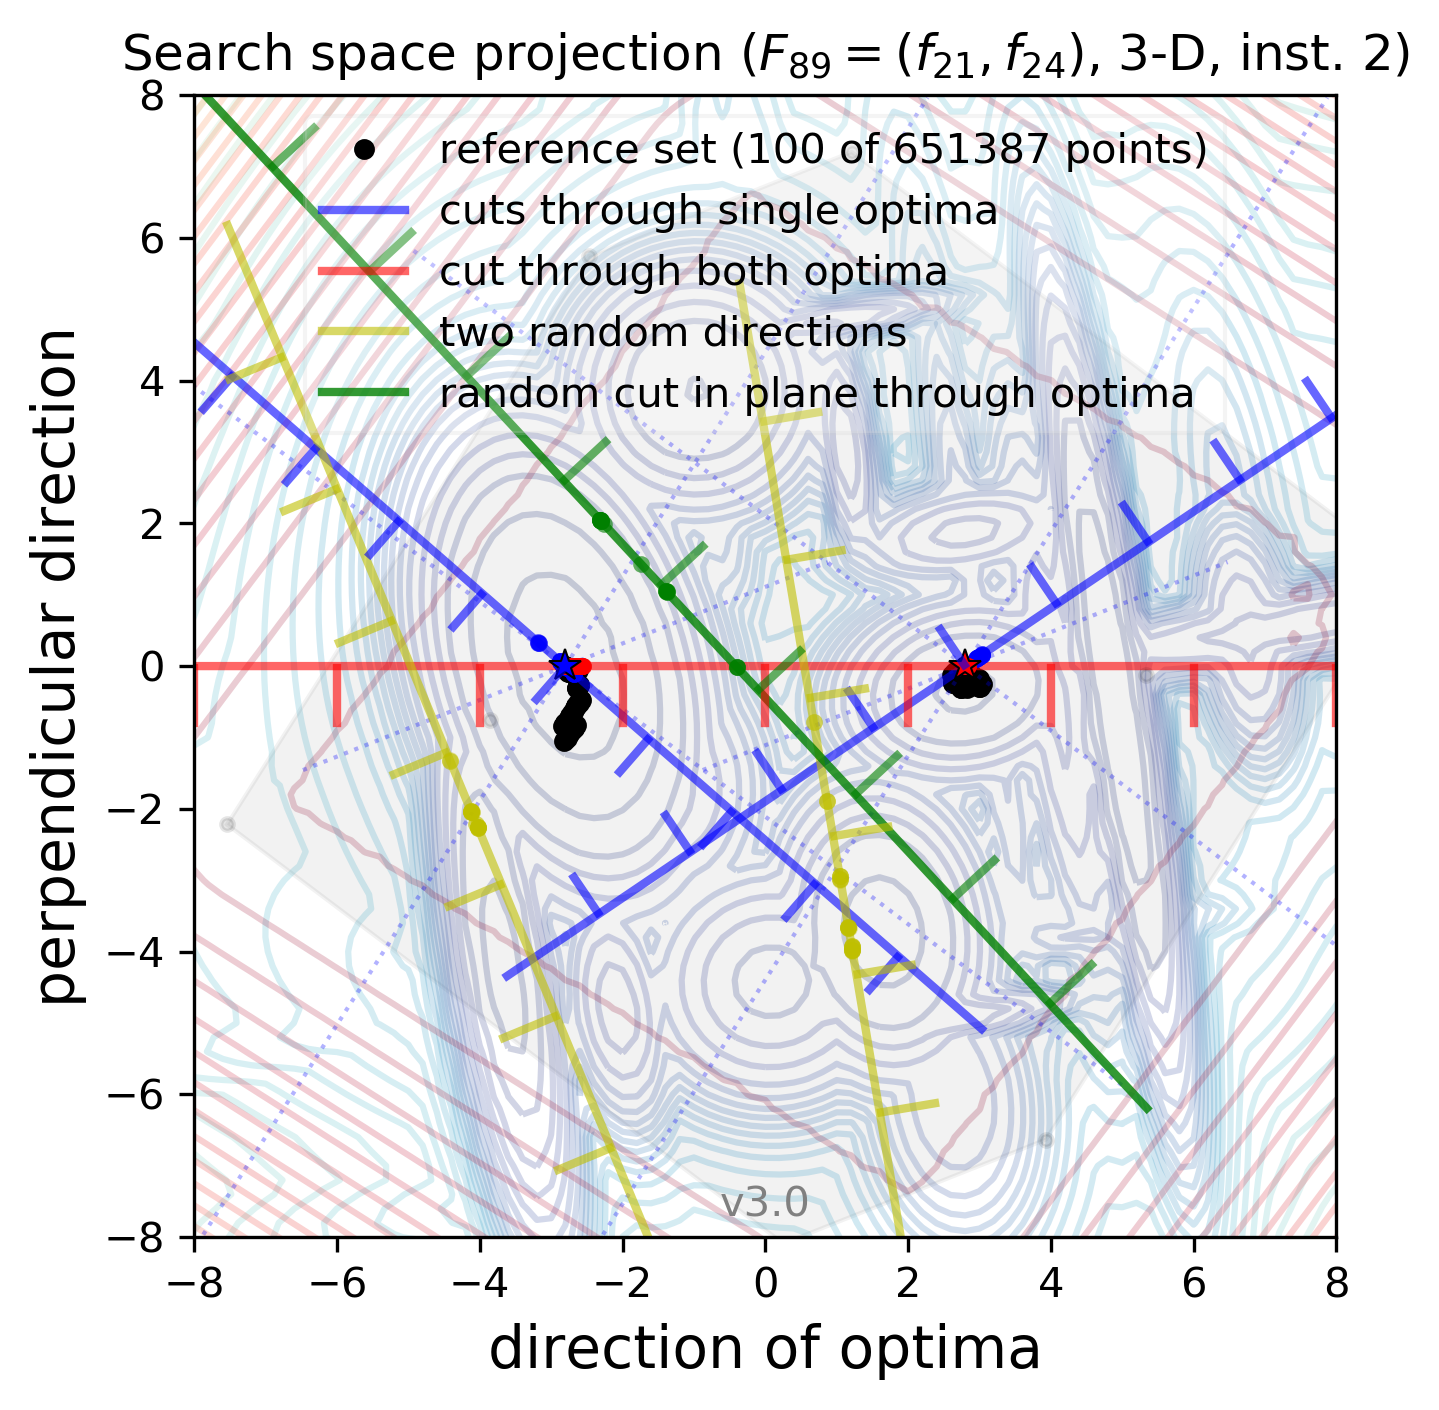 Search space projection (F₈₉ = (f₂₁, f₂₄), 3-D, inst. 2)
reference set (100 of 651387 points)
cuts through single optima
cut through both optima
two random directions
random cut in plane through optima
perpendicular direction
8
6
4
2
0
−2
−4
−6
−8
v3.0
−8 −6 −4 −2 0 2 4 6 8
direction of optima